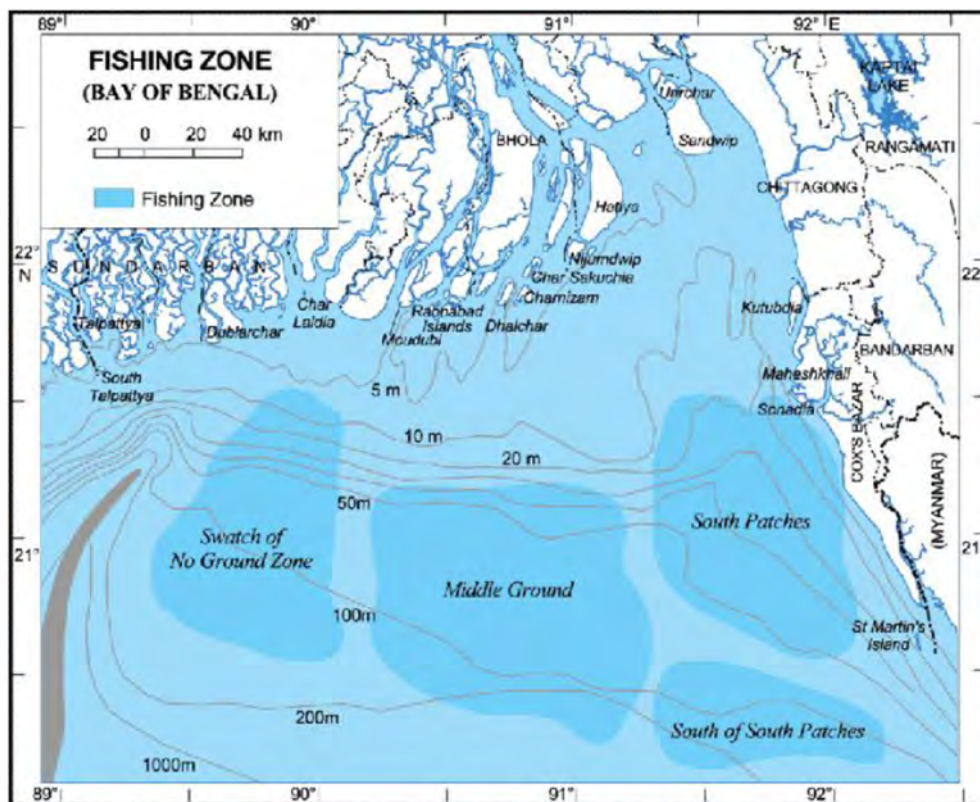 89°
90°
91°
92° E
FISHING ZONE
(BAY OF BENGAL)
20 0 20 40 km
Fishing Zone
KAPTAI
LAKE
Urirchar
BHOLA
Sandwip
RANGAMATI
CHITTAGONG
Hatiya
22°
N
SUNDARBAN
Nijumdwip
Char Sakuchia
Charnizam
22°
Char
Laldia
Rabnabad
Islands
Kutubdia
Talpattya
Dublarchar
Dhalchar
Moudubi
BANDARBAN
South
Talpattya
Maheshkhali
5 m
Sonadia
COX'S BAZAR
10 m
20 m
(MYANMAR)
50m
Swatch of
No Ground Zone
South Patches
21°
21°
Middle Ground
100m
St Martin's
Island
200m
South of South Patches
1000m
89°
90°
91°
92°